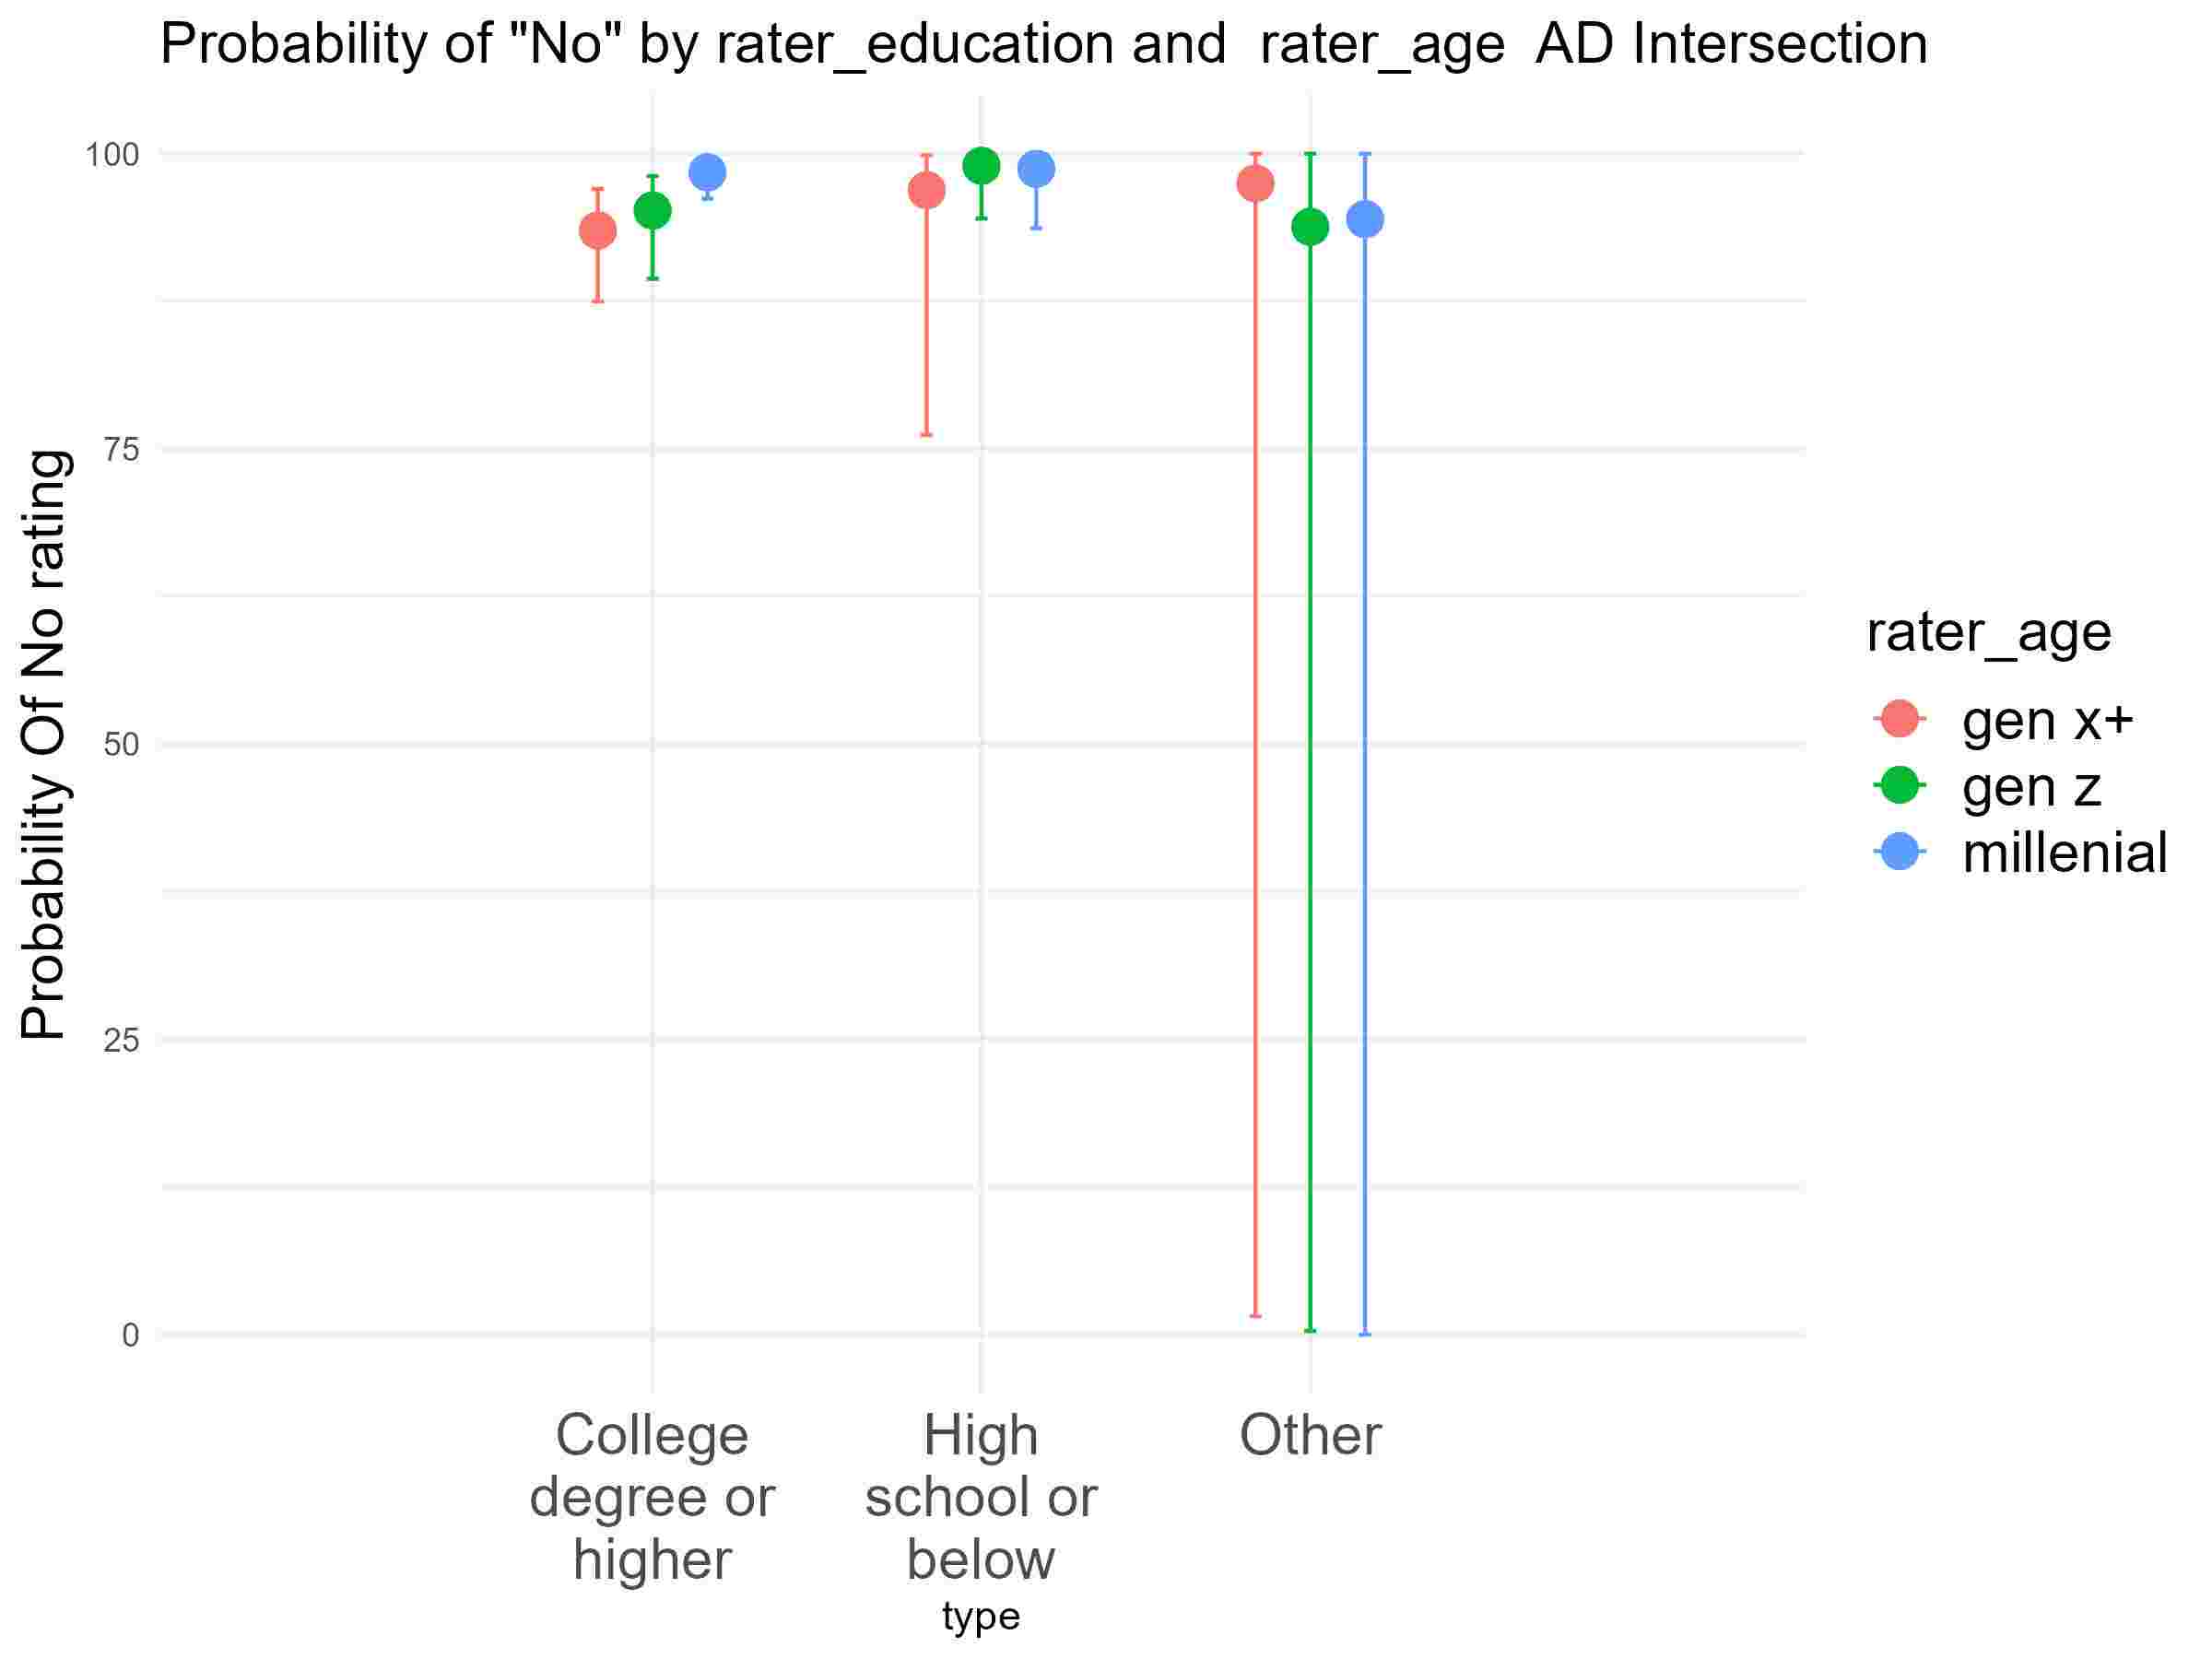 Probability of "No" by rater_education and  rater_age  AD Intersection
Probability Of No rating
100
75
50
25
0
College
degree or
higher
High
school or
below
Other
type
rater_age
gen x+
gen z
millenial